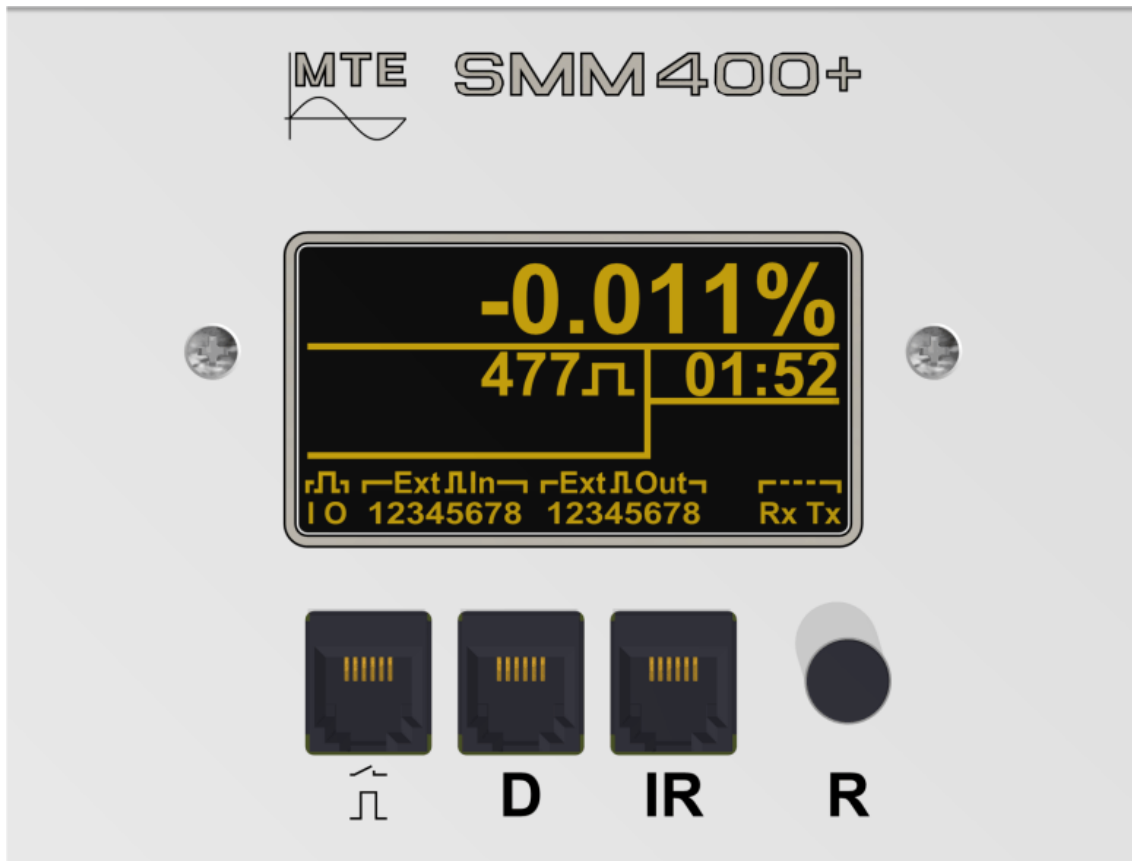 MTE SMM400+
-0.011%
477 01:52
Ext In Ext Out ----
I O 12345678 12345678 Rx Tx
D IR R